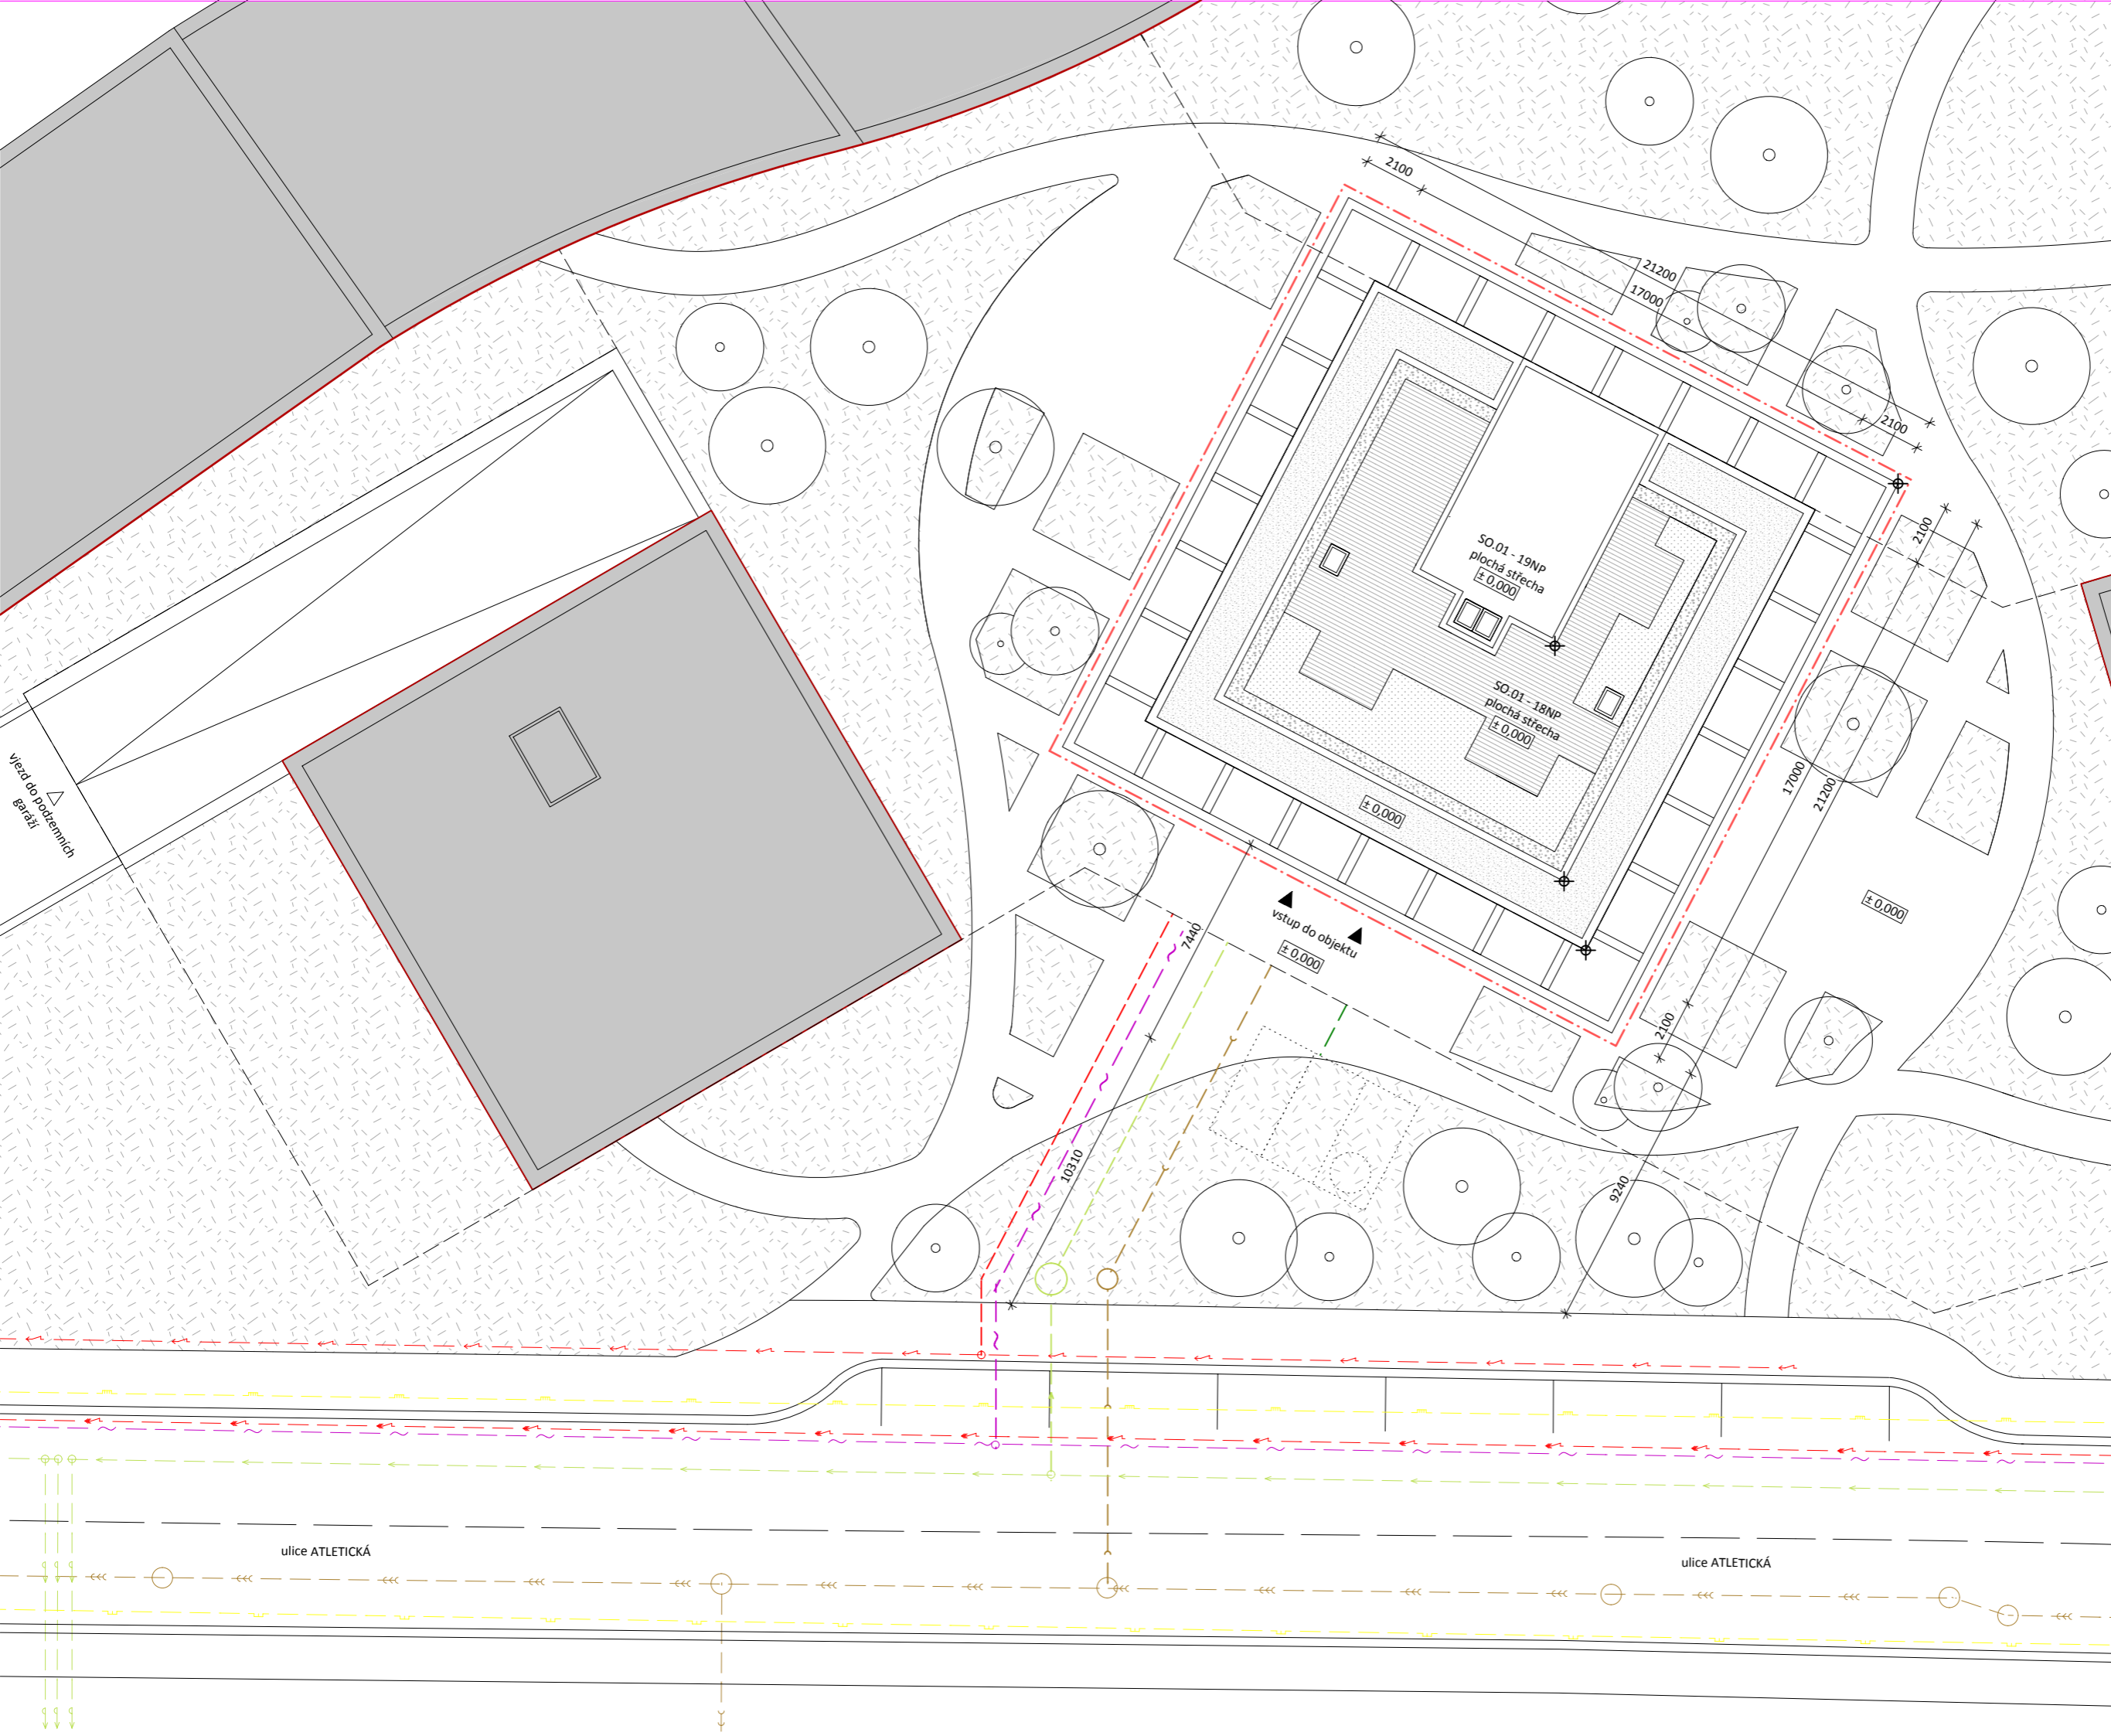 2100
21200
17000
2100
2100
SO.01 - 19NP
plochá střecha
± 0,000
SO.01 - 18NP
plochá střecha
± 0,000
± 0,000
17000
21200
vjezd do podzemních
garáží
± 0,000
vstup do objektu
± 0,000
7440
2100
10310
9240
ulice ATLETICKÁ
ulice ATLETICKÁ